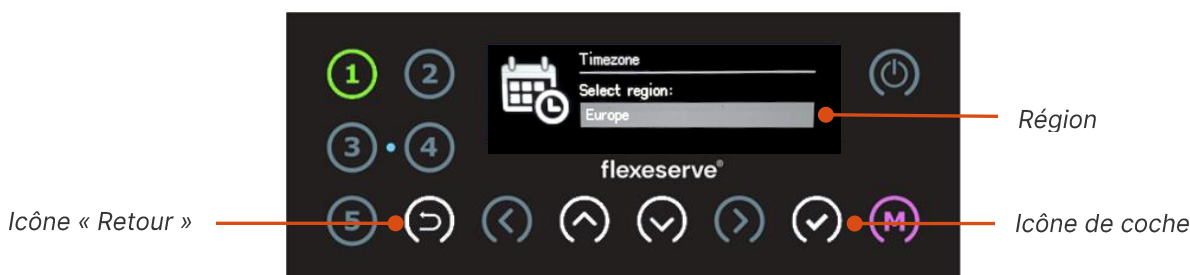 1
2
Timezone
Select region:
Europe
Région
3
4
flexeserve®
Icône « Retour »
5
M
Icône de coche